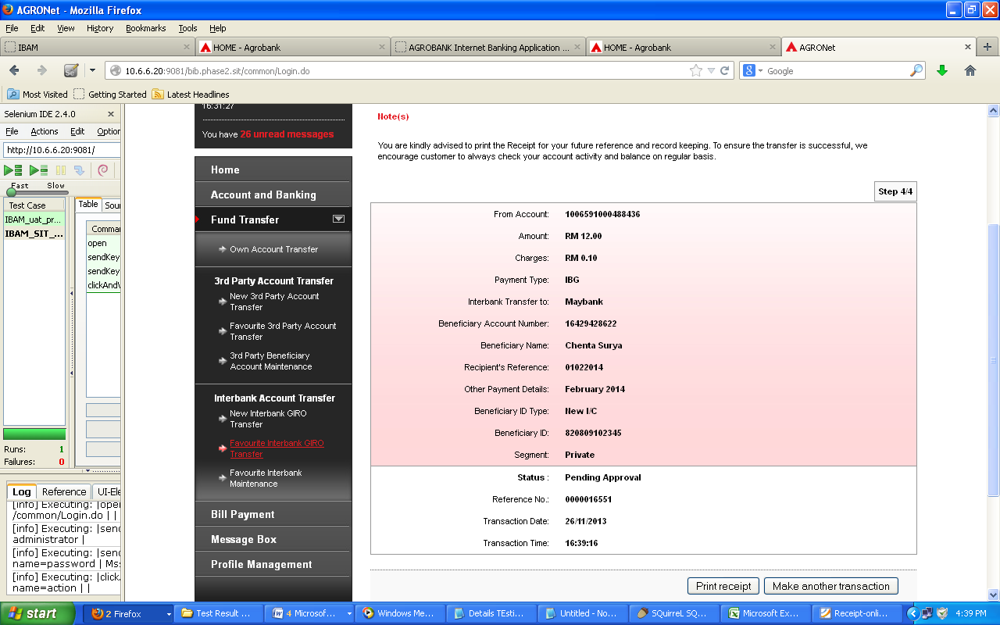 AGRONet - Mozilla Firefox
File Edit View History Bookmarks Tools Help
IBAM
HOME - Agrobank
AGROBANK Internet Banking Application ...
HOME - Agrobank
AGRONet
10.6.6.20:9081/bib.phase2.sit/common/Login.do
Google
Most Visited Getting Started Latest Headlines
Selenium IDE 2.4.0
File Actions Edit Option
http://10.6.6.20:9081/
Fast Slow
Test Case
IBAM_uat_pr...
IBAM_SIT_...
Table Sour
Comma
open
sendKey
sendKey
clickAndV
Runs: 1
Failures: 0
Log Reference UI-Ele
[info] Executing: |open
/common/Login.do | |
[info] Executing: |send
administrator |
[info] Executing: |send
name=password | Mss
[info] Executing: |click
name=action | |
16:31:27
You have 26 unread messages
Home
Account and Banking
Fund Transfer
Own Account Transfer
3rd Party Account Transfer
New 3rd Party Account
Transfer
Favourite 3rd Party Account
Transfer
3rd Party Beneficiary
Account Maintenance
Interbank Account Transfer
New Interbank GIRO
Transfer
Favourite Interbank GIRO
Transfer
Favourite Interbank
Maintenance
Bill Payment
Message Box
Profile Management
Note(s)
You are kindly advised to print the Receipt for your future reference and record keeping. To ensure the transfer is successful, we
encourage customer to always check your account activity and balance on regular basis.
Step 4/4
From Account: 1006591000488436
Amount: RM 12.00
Charges: RM 0.10
Payment Type: IBG
Interbank Transfer to: Maybank
Beneficiary Account Number: 16429428622
Beneficiary Name: Chenta Surya
Recipient's Reference: 01022014
Other Payment Details: February 2014
Beneficiary ID Type: New I/C
Beneficiary ID: 820809102345
Segment: Private
Status : Pending Approval
Reference No.: 0000016551
Transaction Date: 26/11/2013
Transaction Time: 16:39:16
Print receipt Make another transaction
start
2 Firefox
Test Result ...
4 Microsof...
Windows Me...
Details TEsti...
Untitled - No...
SQuirreL SQ...
Microsoft Ex...
Receipt-onli...
4:39 PM